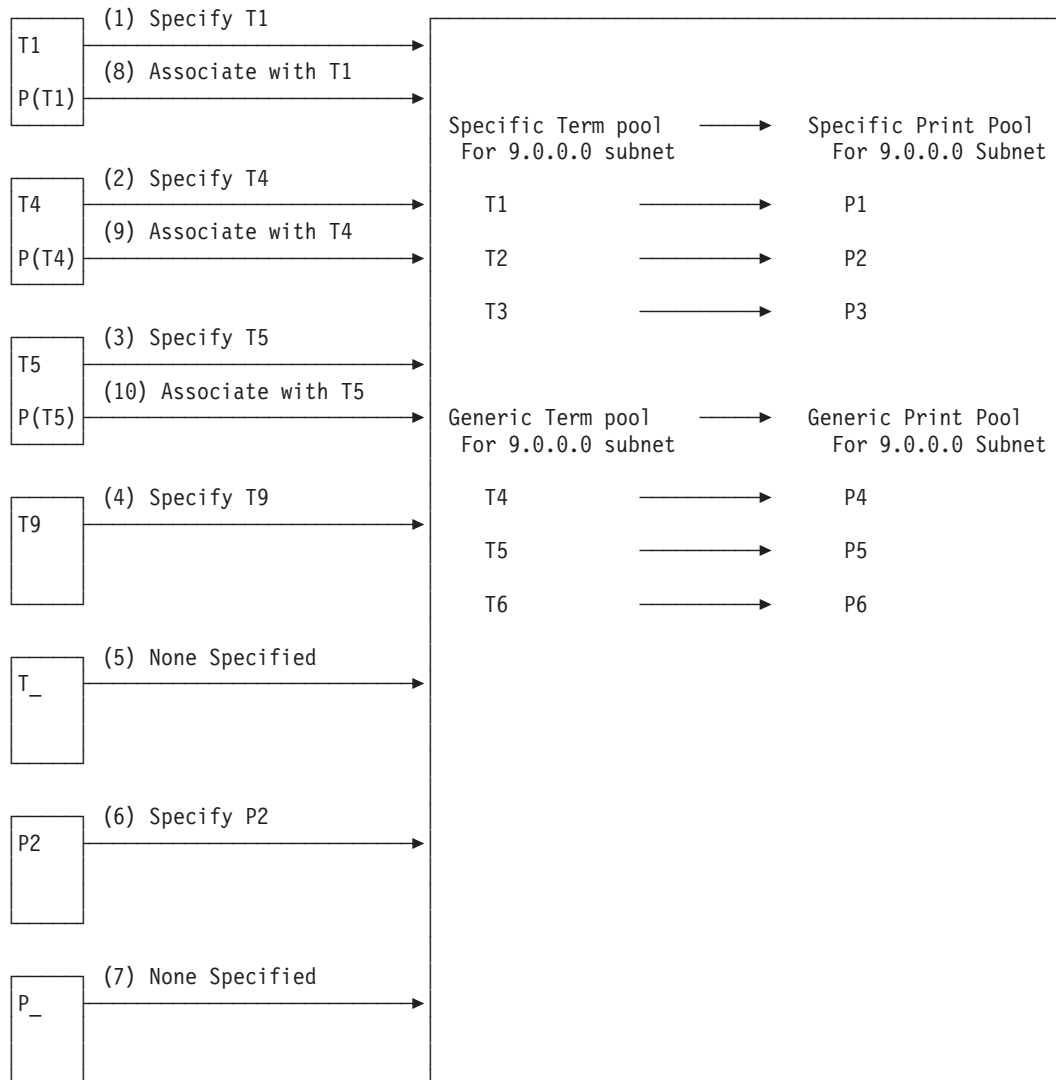 (1) Specify T1
T1
(8) Associate with T1
P(T1)
Specific Term pool Specific Print Pool
For 9.0.0.0 subnet For 9.0.0.0 Subnet
(2) Specify T4
T4 T1 P1
(9) Associate with T4
P(T4) T2 P2
T3 P3
(3) Specify T5
T5
(10) Associate with T5
P(T5) Generic Term pool Generic Print Pool
For 9.0.0.0 subnet For 9.0.0.0 Subnet
(4) Specify T9 T4 P4
T9
T5 P5
T6 P6
(5) None Specified
T_
(6) Specify P2
P2
(7) None Specified
P_